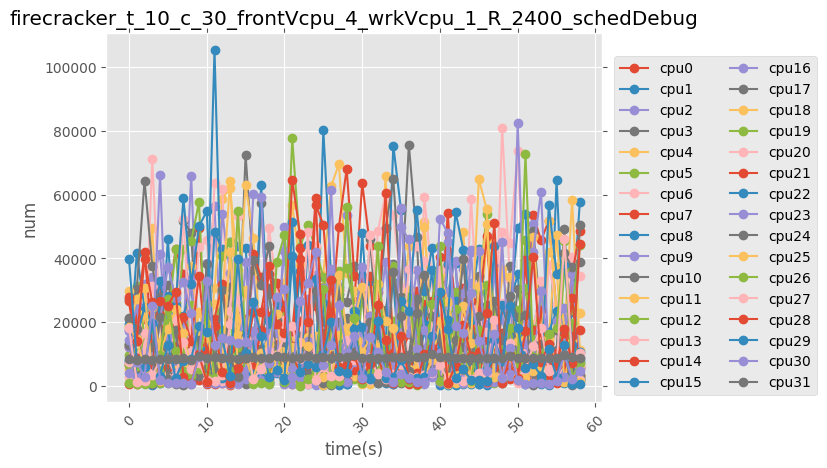 firecracker_t_10_c_30_frontVcpu_4_wrkVcpu_1_R_2400_schedDebug
100000
80000
60000
40000
20000
0
num
0
10
20
30
40
50
60
time(s)
cpu0
cpu1
cpu2
cpu3
cpu4
cpu5
cpu6
cpu7
cpu8
cpu9
cpu10
cpu11
cpu12
cpu13
cpu14
cpu15
cpu16
cpu17
cpu18
cpu19
cpu20
cpu21
cpu22
cpu23
cpu24
cpu25
cpu26
cpu27
cpu28
cpu29
cpu30
cpu31